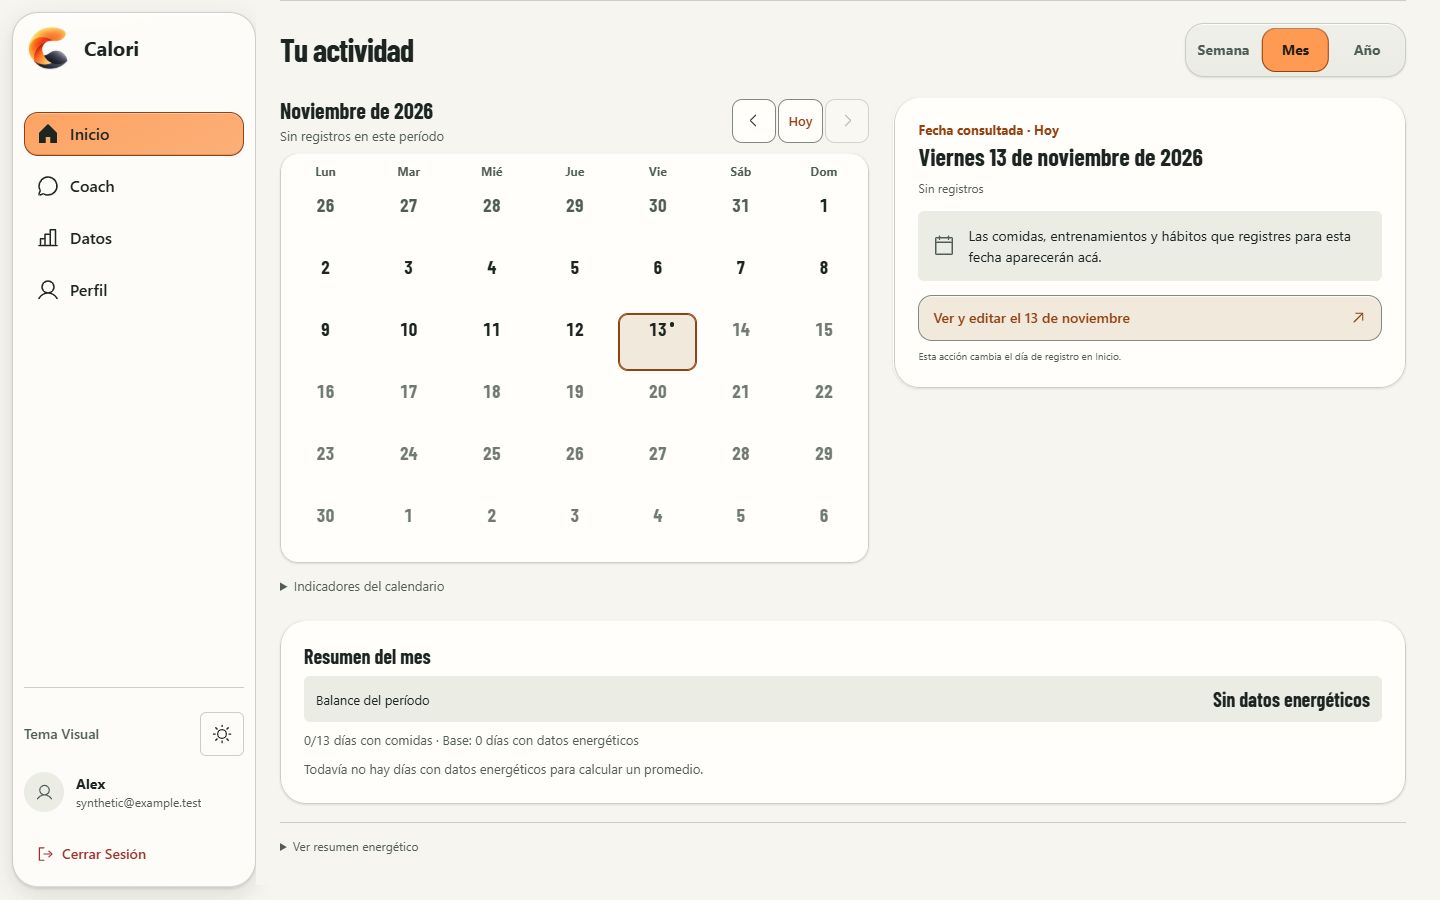 Calori
Inicio
Coach
Datos
Perfil
Tema Visual
Alex
synthetic@example.test
Cerrar Sesión
Tu actividad
Semana Mes Año
Noviembre de 2026
Sin registros en este período
Hoy
Lun Mar Mié Jue Vie Sáb Dom
26 27 28 29 30 31 1
2 3 4 5 6 7 8
9 10 11 12 13 14 15
16 17 18 19 20 21 22
23 24 25 26 27 28 29
30 1 2 3 4 5 6
Indicadores del calendario
Fecha consultada · Hoy
Viernes 13 de noviembre de 2026
Sin registros
Las comidas, entrenamientos y hábitos que registres para esta
fecha aparecerán acá.
Ver y editar el 13 de noviembre
Esta acción cambia el día de registro en Inicio.
Resumen del mes
Balance del período Sin datos energéticos
0/13 días con comidas · Base: 0 días con datos energéticos
Todavía no hay días con datos energéticos para calcular un promedio.
Ver resumen energético